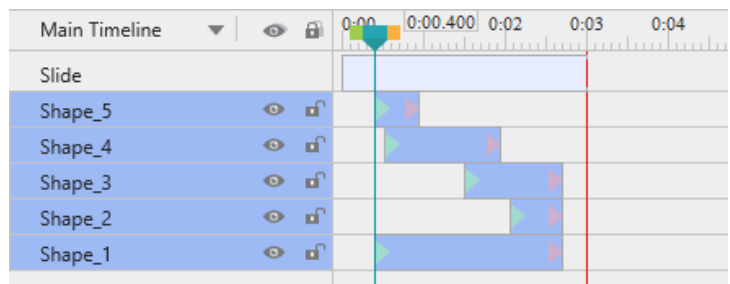 Main Timeline 0:00 0:00.400 0:02 0:03 0:04
Slide
Shape_5
Shape_4
Shape_3
Shape_2
Shape_1